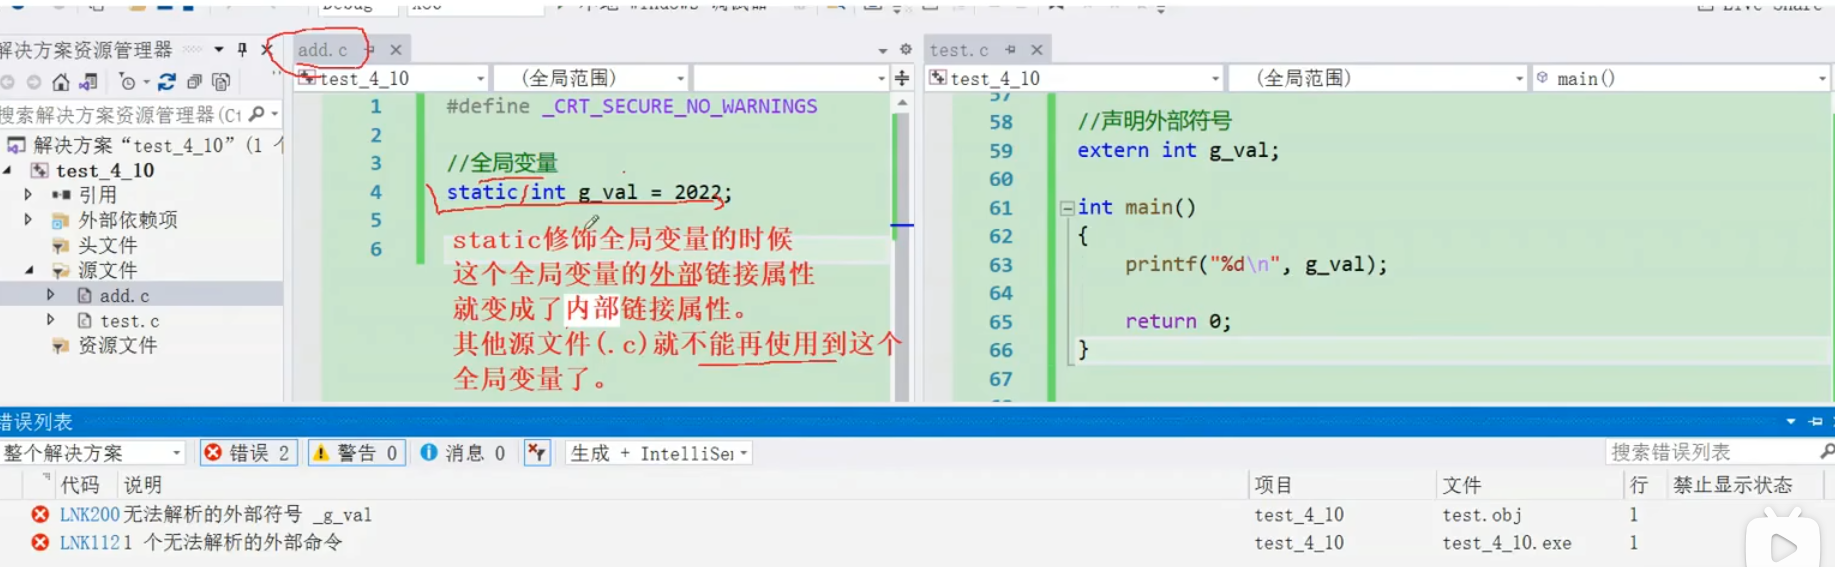 Live Share
解决方案资源管理器
搜索解决方案资源管理器(Ct
解决方案“test_4_10”(1 个
test_4_10
引用
外部依赖项
头文件
源文件
add.c
test.c
资源文件
add.c
test_4_10
(全局范围)
1 #define _CRT_SECURE_NO_WARNINGS
2
3 //全局变量
4 static int g_val = 2022;
5
6
static修饰全局变量的时候
这个全局变量的外部链接属性
就变成了内部链接属性。
其他源文件(.c)就不能再使用到这个
全局变量了。
test.c
test_4_10
(全局范围)
main()
57
58 //声明外部符号
59 extern int g_val;
60
61 int main()
62 {
63 printf("%d\n", g_val);
64
65 return 0;
66 }
67
错误列表
整个解决方案
错误 2
警告 0
消息 0
生成 + IntelliSen
搜索错误列表
代码 说明 项目 文件 行 禁止显示状态
LNK200 无法解析的外部符号 _g_val test_4_10 test.obj 1
LNK112 1 个无法解析的外部命令 test_4_10 test_4_10.exe 1